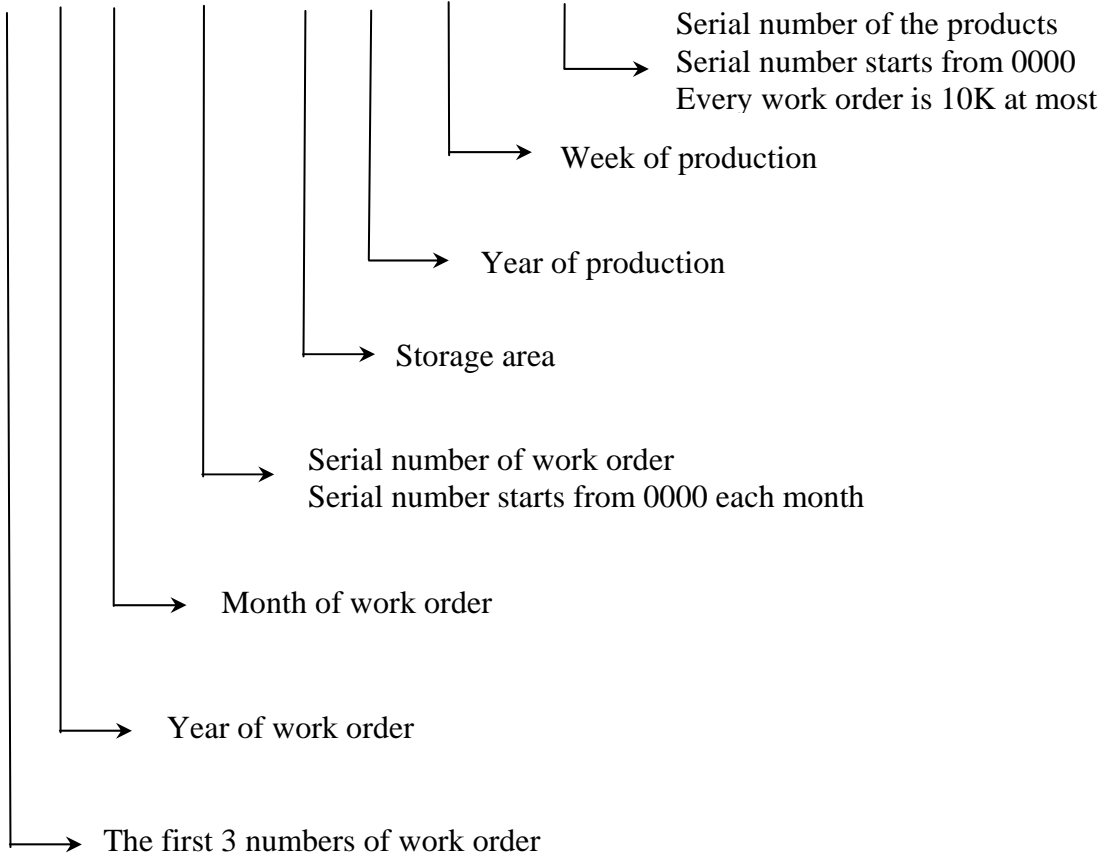 Serial number of the products
Serial number starts from 0000
Every work order is 10K at most
Week of production
Year of production
Storage area
Serial number of work order
Serial number starts from 0000 each month
Month of work order
Year of work order
The first 3 numbers of work order